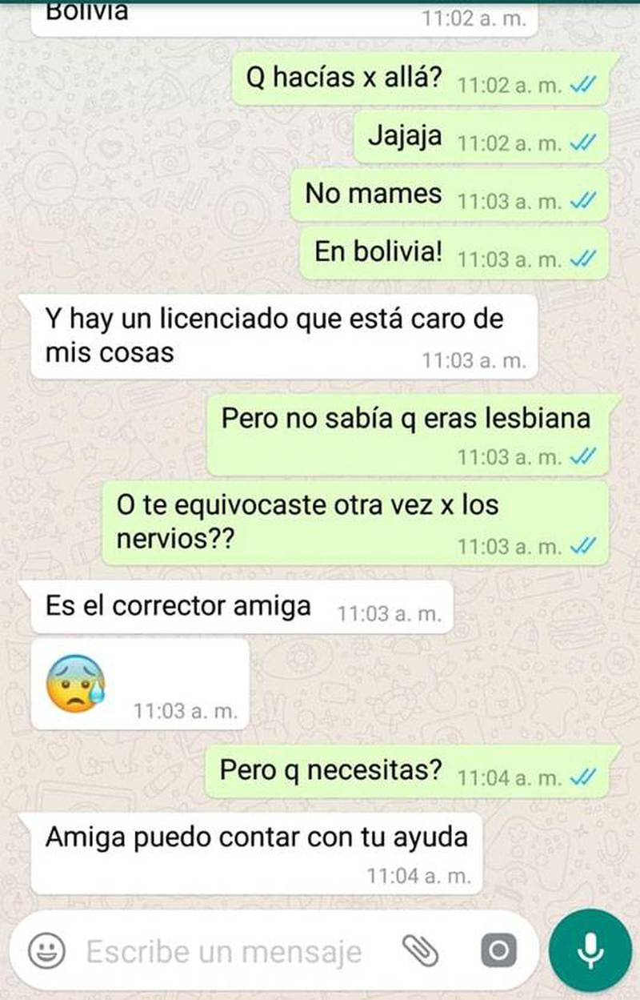 Bolivia
11:02 a. m.
Q hacías x allá? 11:02 a. m.
Jajaja 11:02 a. m.
No mames 11:03 a. m.
En bolivia! 11:03 a. m.
Y hay un licenciado que está caro de
mis cosas 11:03 a. m.
Pero no sabía q eras lesbiana
11:03 a. m.
O te equivocaste otra vez x los
nervios?? 11:03 a. m.
Es el corrector amiga 11:03 a. m.
11:03 a. m.
Pero q necesitas? 11:04 a. m.
Amiga puedo contar con tu ayuda
11:04 a. m.
Escribe un mensaje